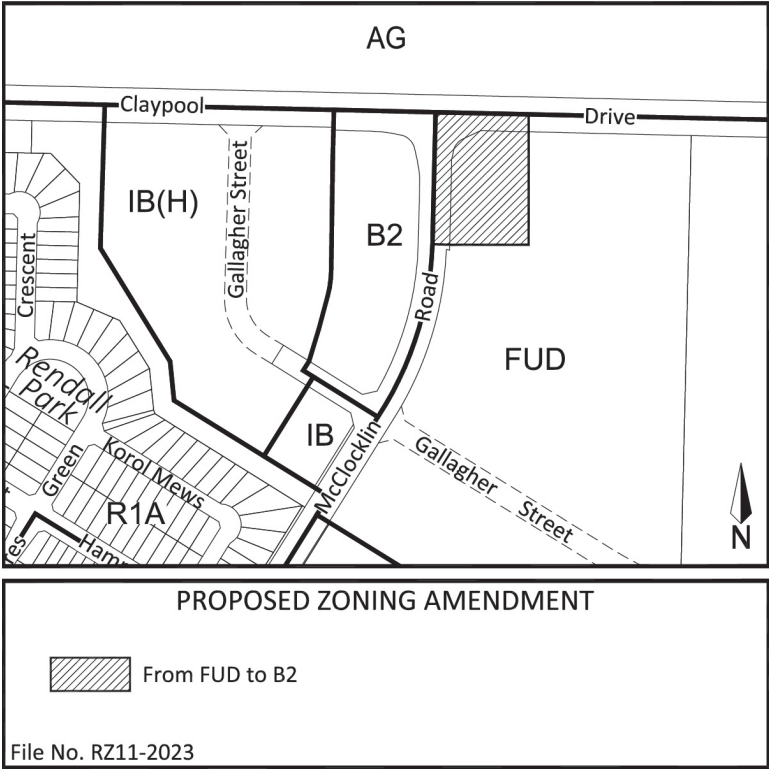 AG
Claypool
Drive
IB(H)
Gallagher Street
B2
Crescent
Road
FUD
Rendall
Park
IB
McClocklin
Gallagher Street
Green
Korol Mews
R1A
N
PROPOSED ZONING AMENDMENT
From FUD to B2
File No. RZ11-2023